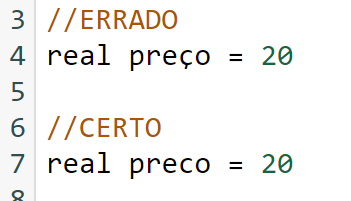 3 //ERRADO
4 real preço = 20
5
6 //CERTO
7 real preco = 20
8